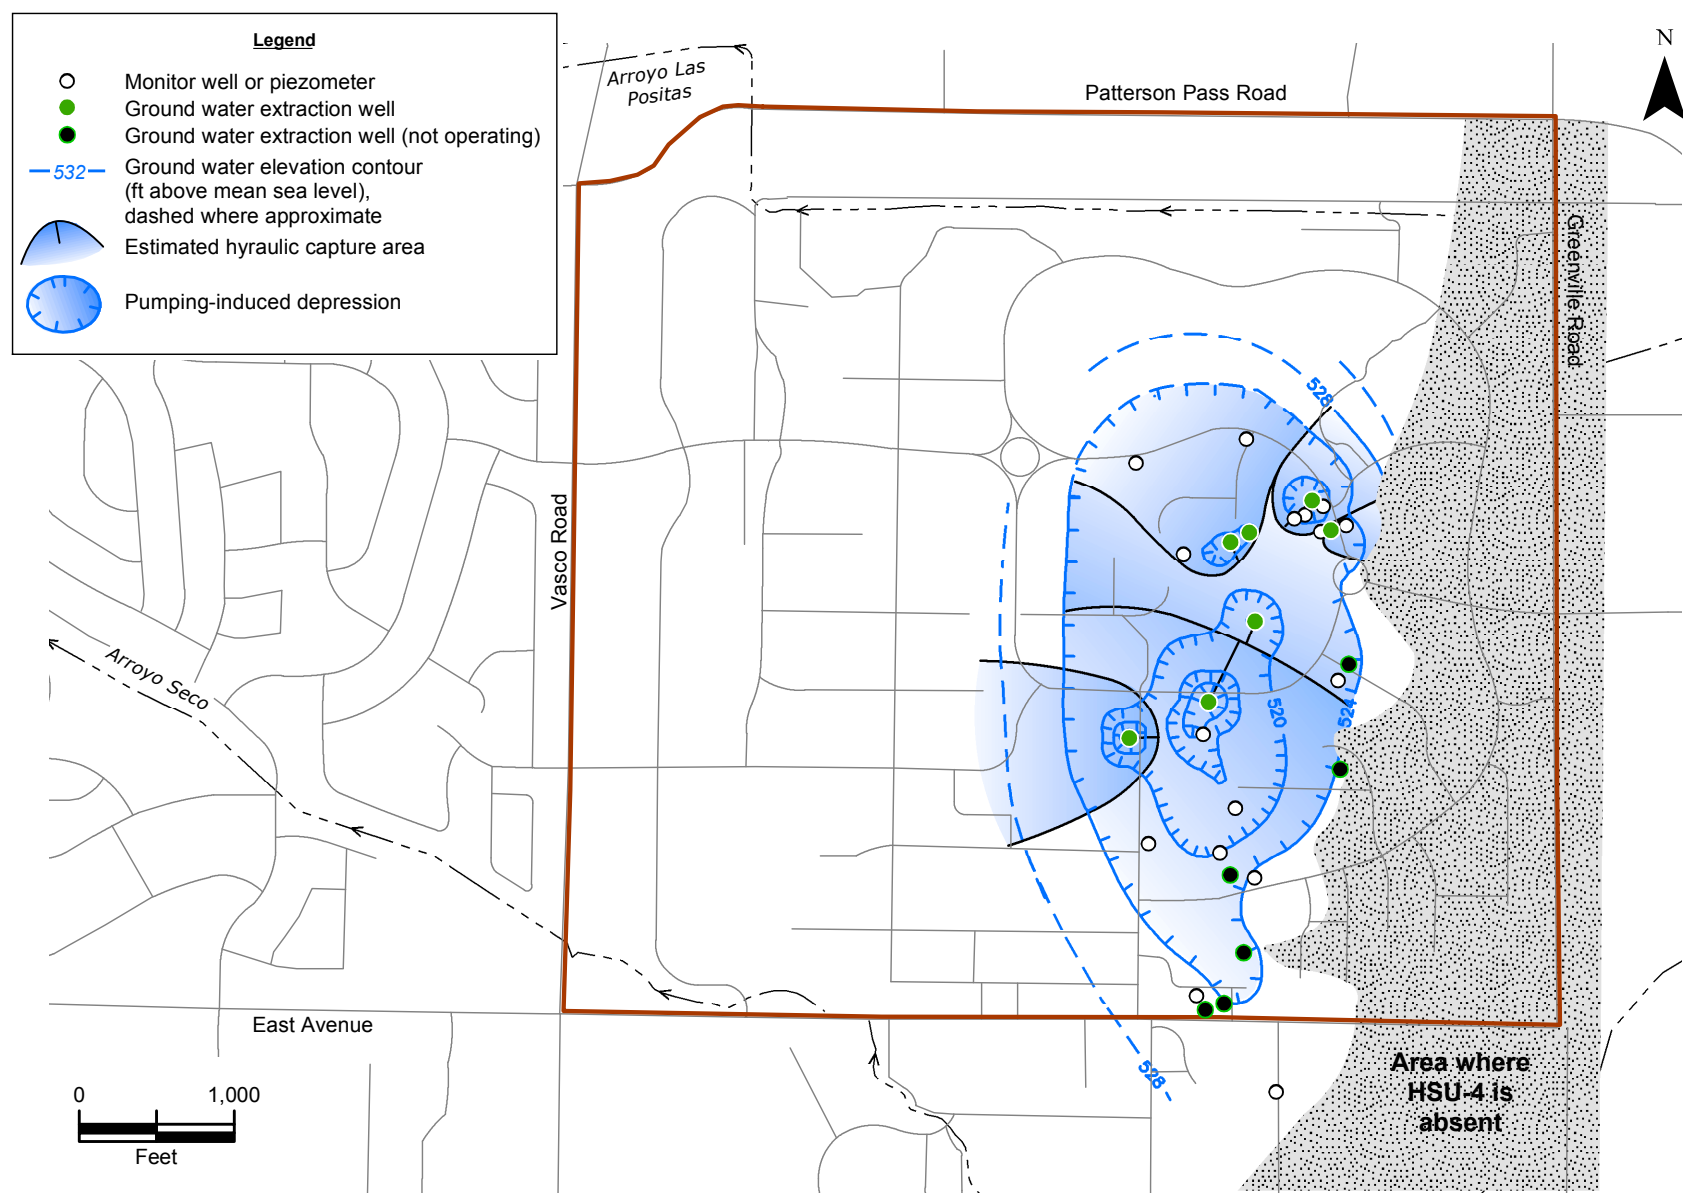 Legend
Monitor well or piezometer
Ground water extraction well
Ground water extraction well (not operating)
532
Ground water elevation contour
(ft above mean sea level),
dashed where approximate
Estimated hyraulic capture area
Pumping-induced depression
Arroyo Las
Positas
Patterson Pass Road
N
Greenville Road
528
Vasco Road
Arroyo Seco
520
524
East Avenue
528
Area where
HSU-4 is
absent
0 1,000
Feet